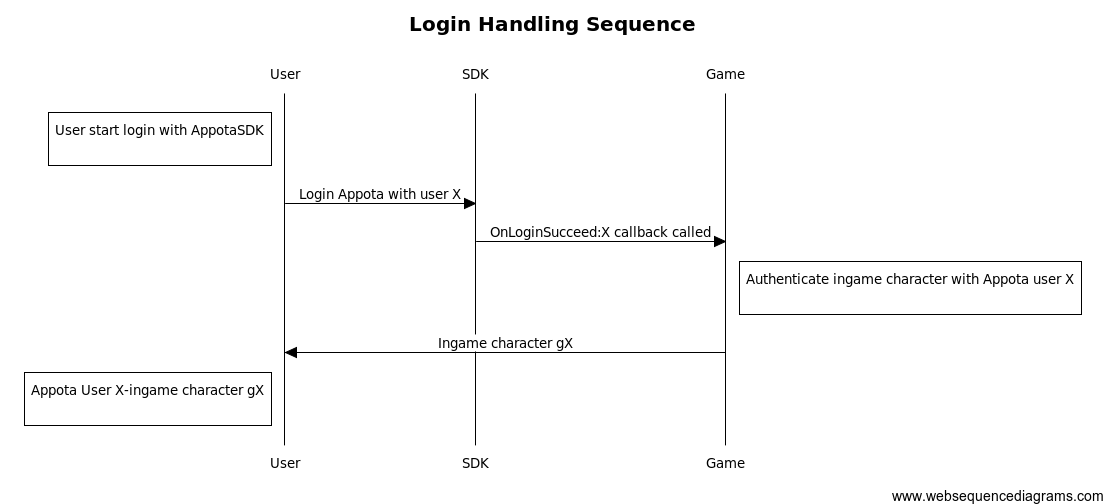 Login Handling Sequence
User
SDK
Game
User start login with AppotaSDK
Login Appota with user X
OnLoginSucceed:X callback called
Authenticate ingame character with Appota user X
Ingame character gX
Appota User X-ingame character gX
User
SDK
Game
www.websequencediagrams.com